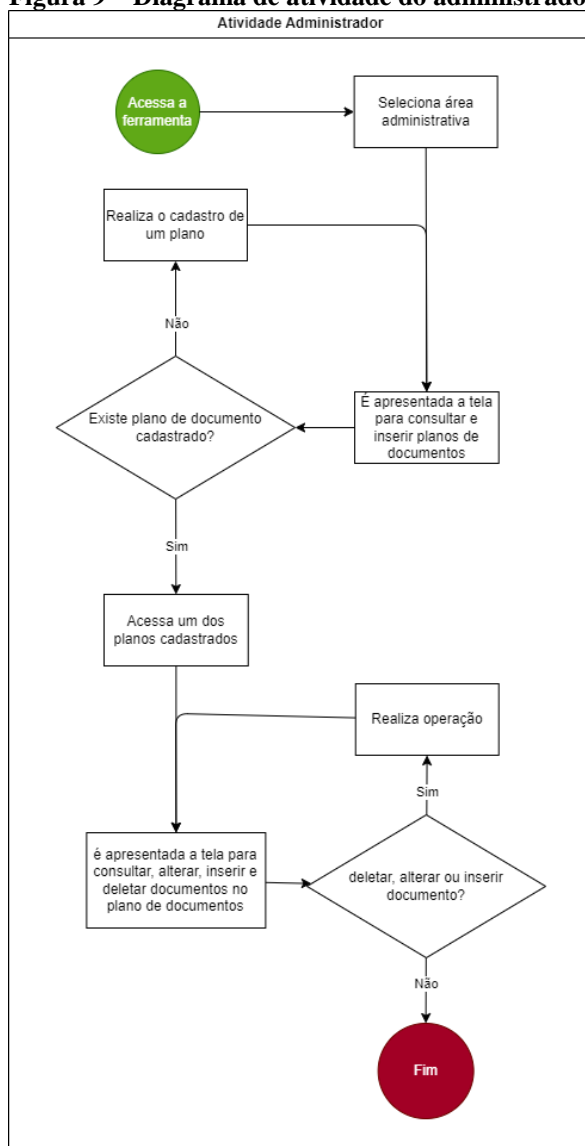 Figura 9 – Diagrama de atividade do administrado
Atividade Administrador
Acessa a
ferramenta
Seleciona área
administrativa
Realiza o cadastro de
um plano
Não
Existe plano de documento
cadastrado?
É apresentada a tela
para consultar e
inserir planos de
documentos
Sim
Acessa um dos
planos cadastrados
Realiza operação
Sim
é apresentada a tela para
consultar, alterar, inserir e
deletar documentos no
plano de documentos
deletar, alterar ou inserir
documento?
Não
Fim